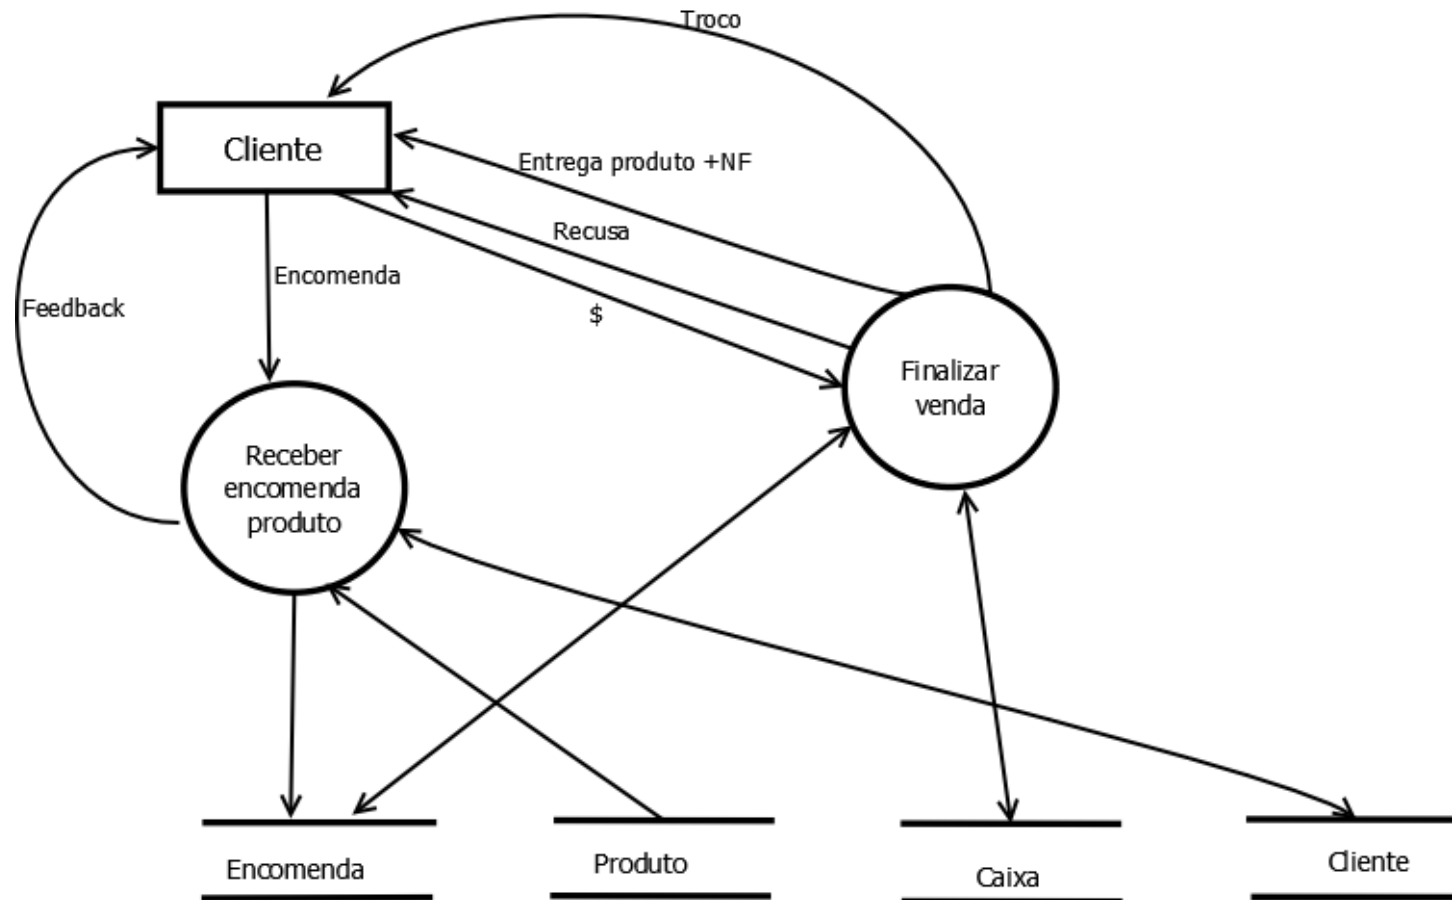 Troco
Cliente
Entrega produto +NF
Recusa
Encomenda
Feedback
$
Finalizar
venda
Receber
encomenda
produto
Encomenda
Produto
Caixa
Cliente